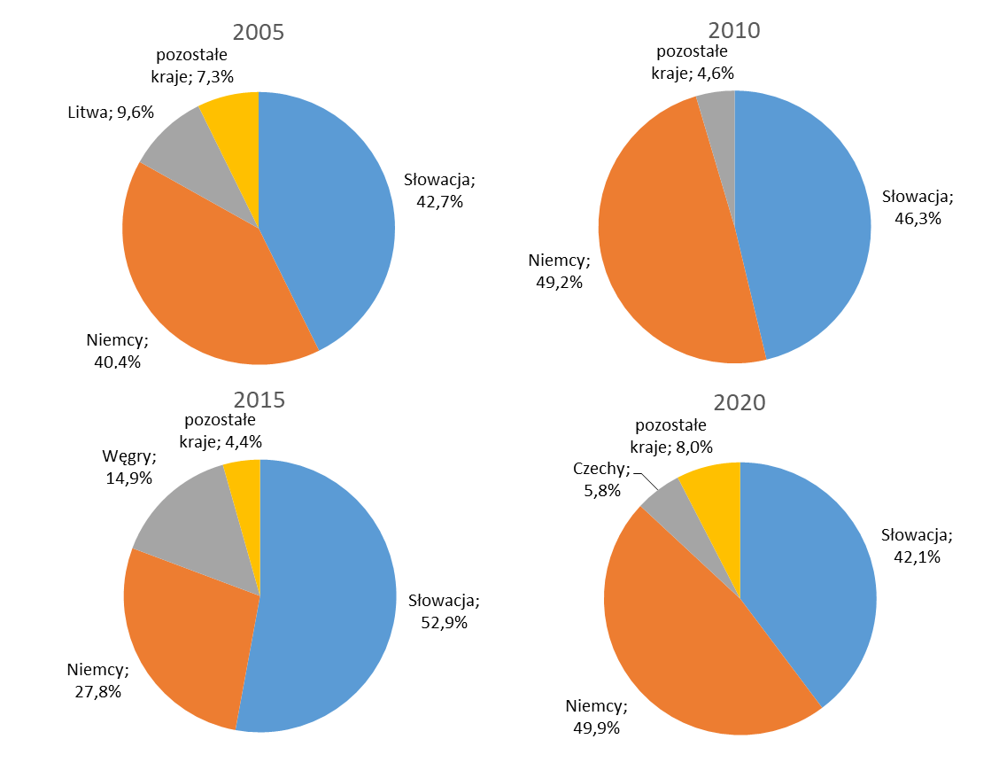 2005
pozostałe
kraje; 7,3%
Litwa; 9,6%
Słowacja;
42,7%
Niemcy;
40,4%
2010
pozostałe
kraje; 4,6%
Słowacja;
46,3%
Niemcy;
49,2%
2015
pozostałe
kraje; 4,4%
Węgry;
14,9%
Słowacja;
52,9%
Niemcy;
27,8%
2020
pozostałe
kraje; 8,0%
Czechy;
5,8%
Słowacja;
42,1%
Niemcy;
49,9%